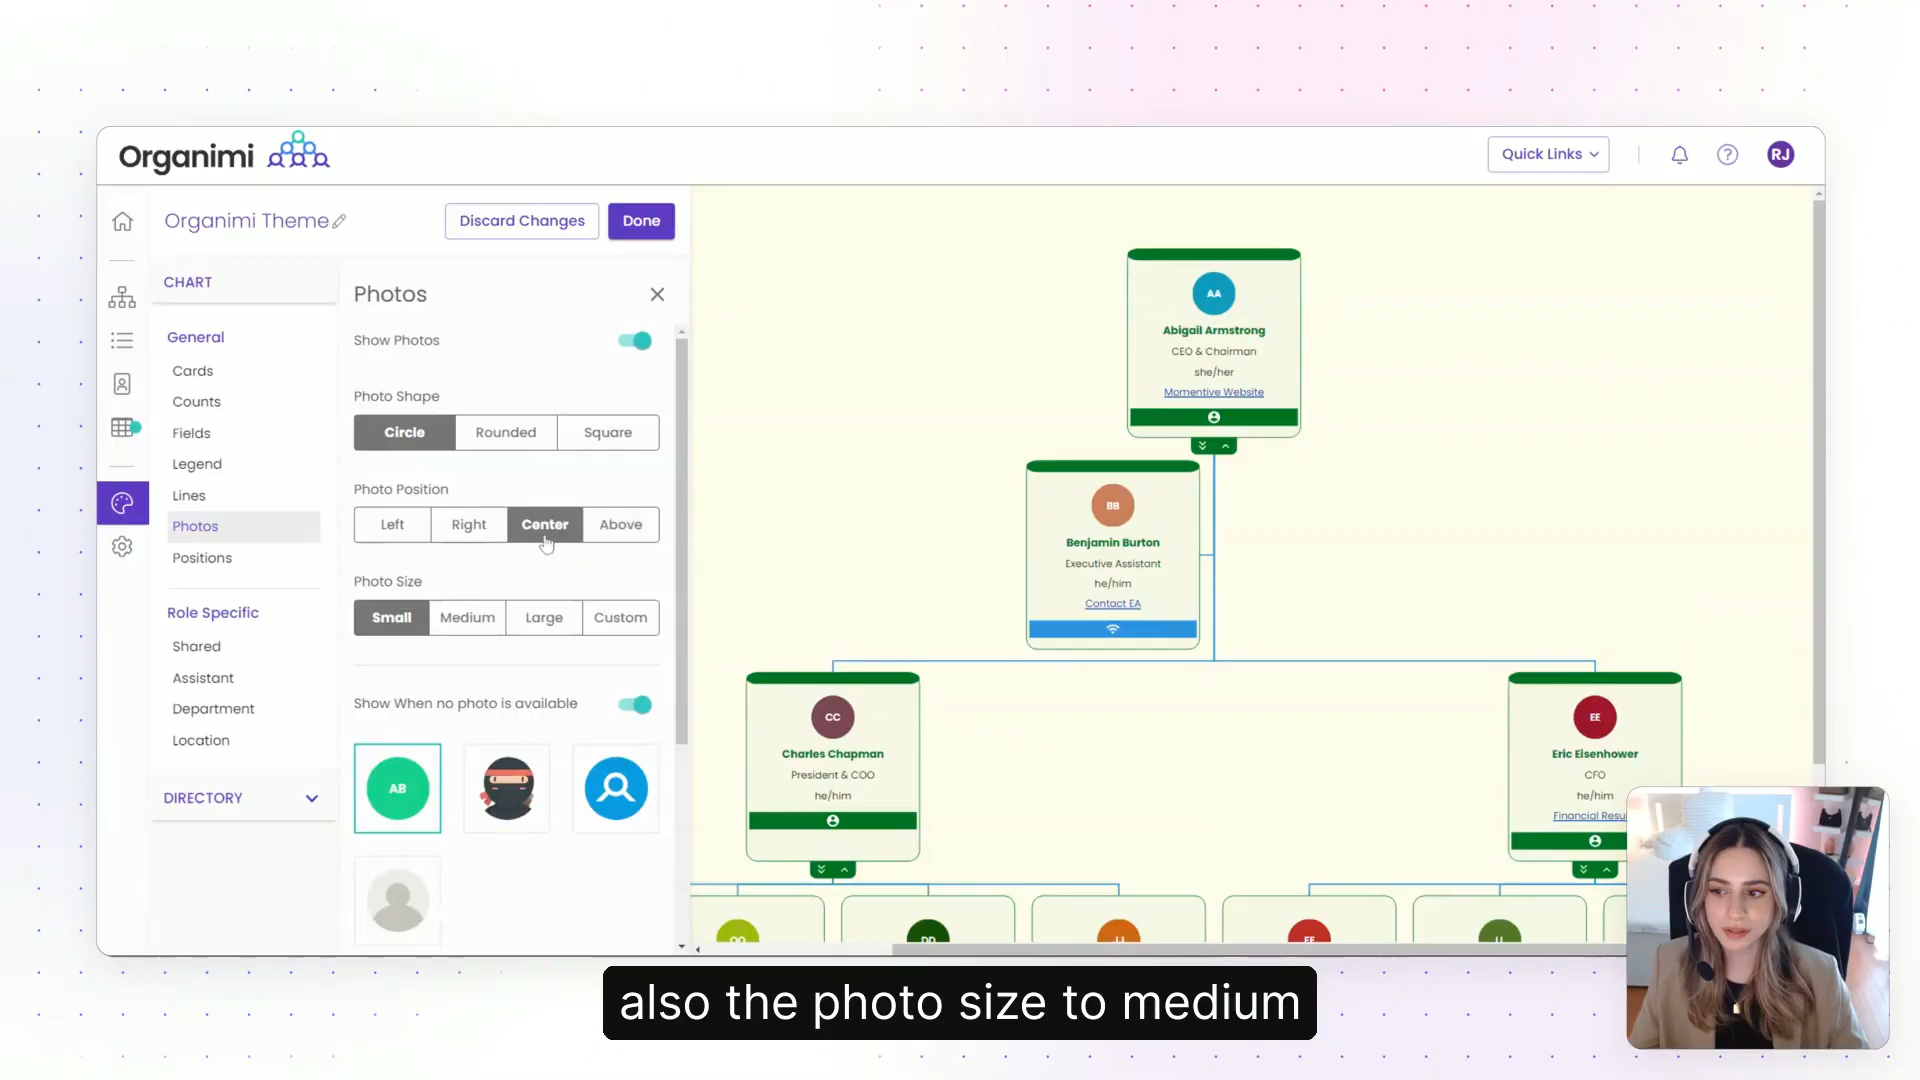 Organimi
Quick Links
?
RJ
Organimi Theme
Discard Changes
Done
CHART
General
Cards
Counts
Fields
Legend
Lines
Photos
Positions
Role Specific
Shared
Assistant
Department
Location
DIRECTORY
Photos
Show Photos
Photo Shape
Circle Rounded Square
Photo Position
Left Right Center Above
Photo Size
Small Medium Large Custom
Show When no photo is available
AB
AA
Abigail Armstrong
CEO & Chairman
she/her
Momentive Website
BB
Benjamin Burton
Executive Assistant
he/him
Contact EA
CC
Charles Chapman
President & COO
he/him
EE
Eric Eisenhower
CFO
he/him
Financial Resu
DD
also the photo size to medium